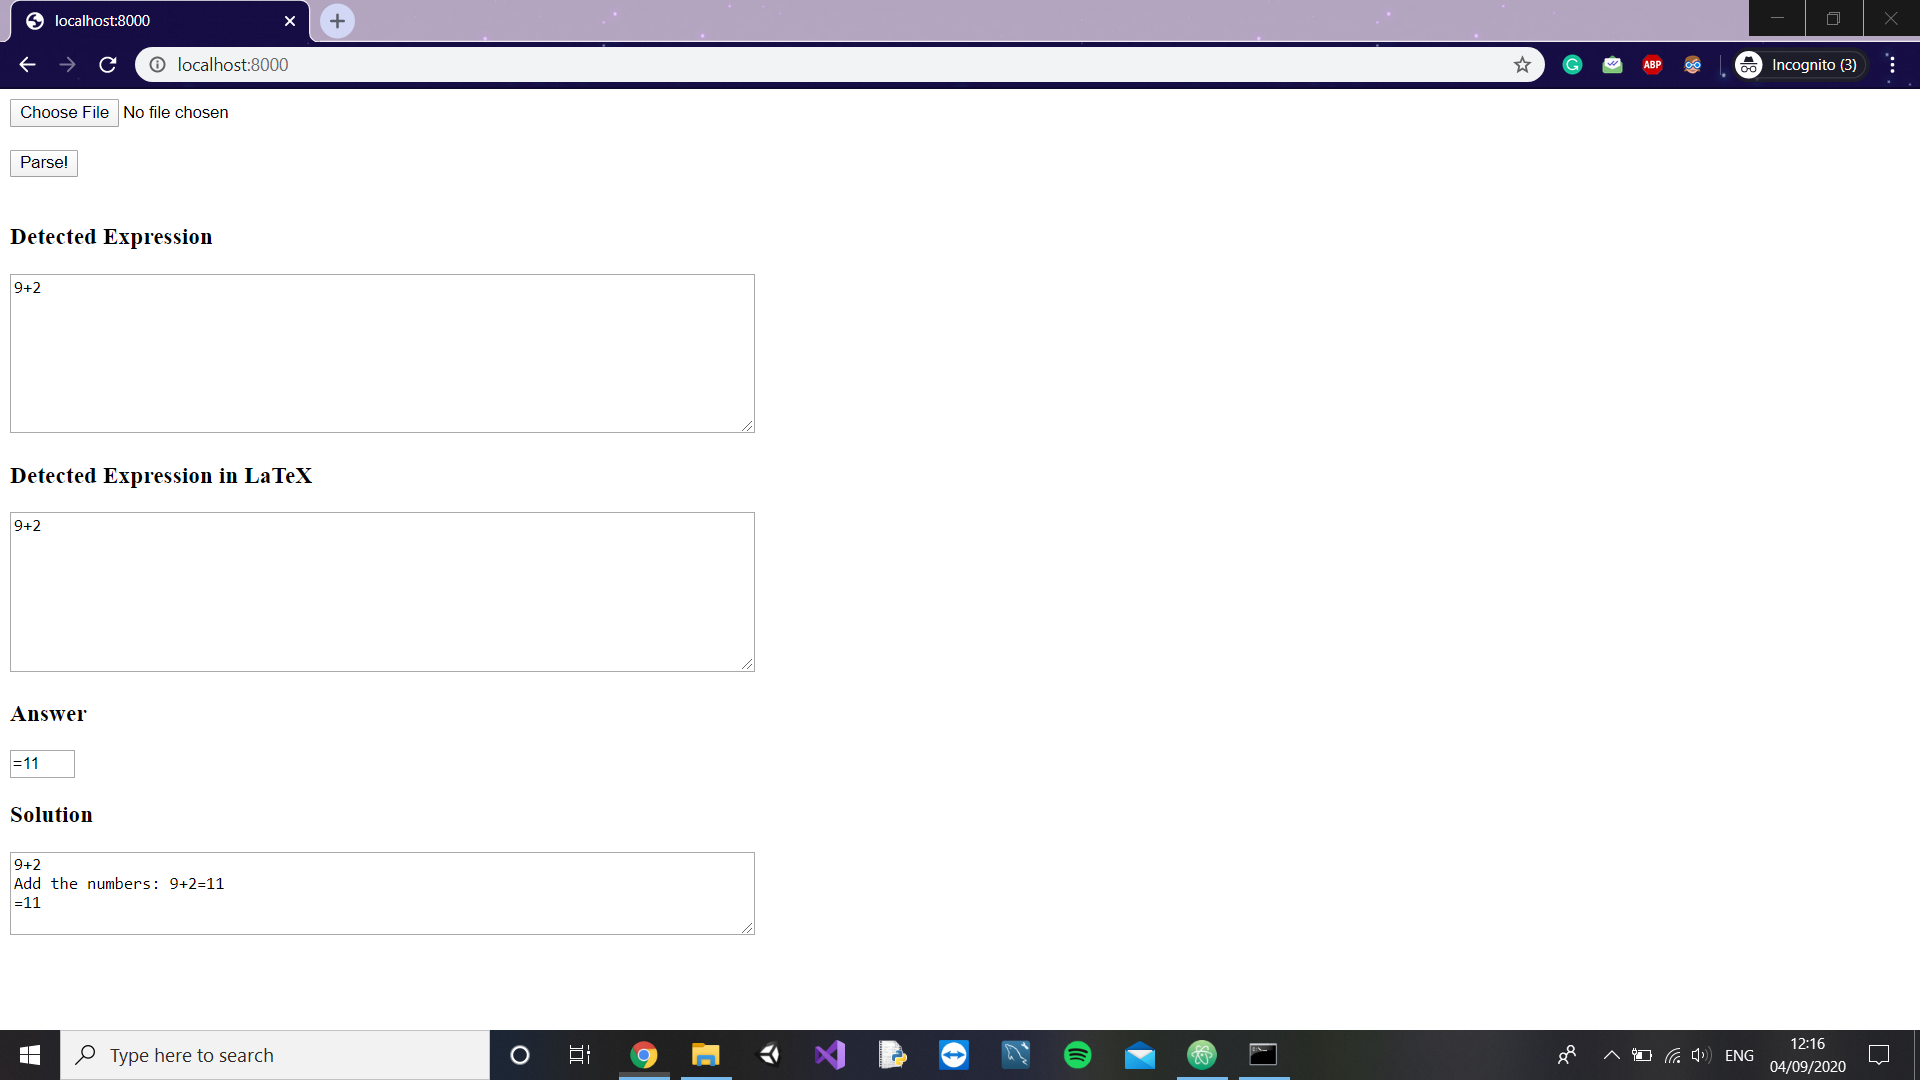 localhost:8000
localhost:8000
ABP
Incognito (3)
Choose File No file chosen
Parse!
Detected Expression
9+2
Detected Expression in LaTeX
9+2
Answer
=11
Solution
9+2
Add the numbers: 9+2=11
=11
Type here to search
ENG
12:16
04/09/2020